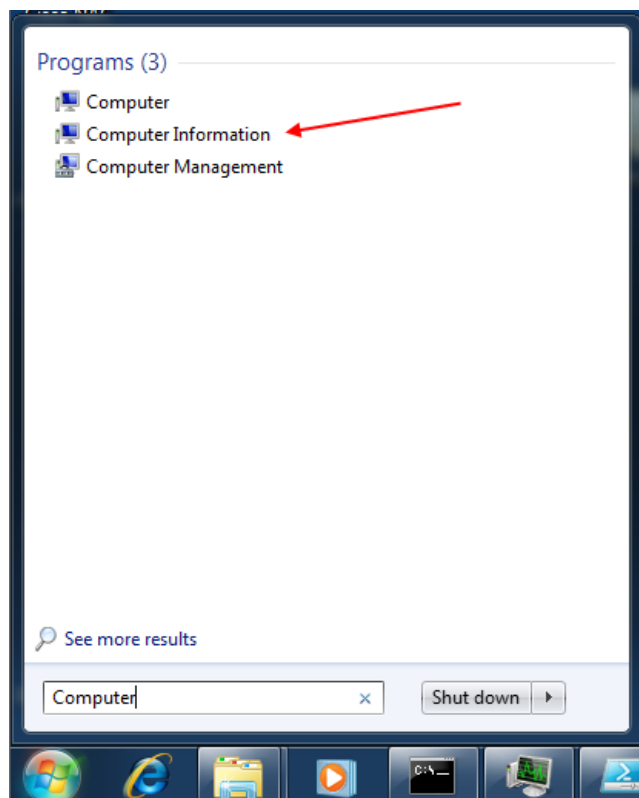 Programs (3)
Computer
Computer Information
Computer Management
See more results
Computer
Shut down
C:\_